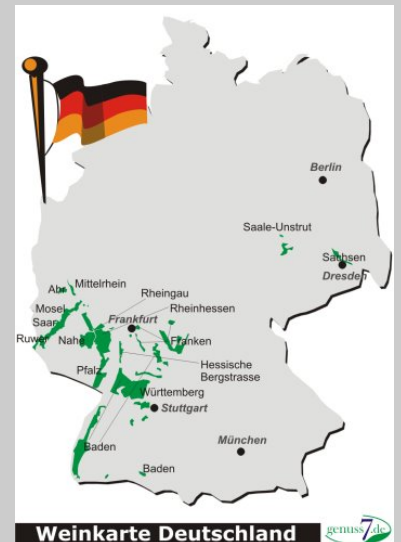 Berlin
Saale-Unstrut
Sachsen
Dresden
Ahr
Mittelrhein
Rheingau
Mosel
Rheinhessen
Saar
Frankfurt
Ruwer
Nahe
Franken
Pfalz
Hessische
Bergstrasse
Württemberg
Stuttgart
Baden
München
Baden
Weinkarte Deutschland
genuss7.de